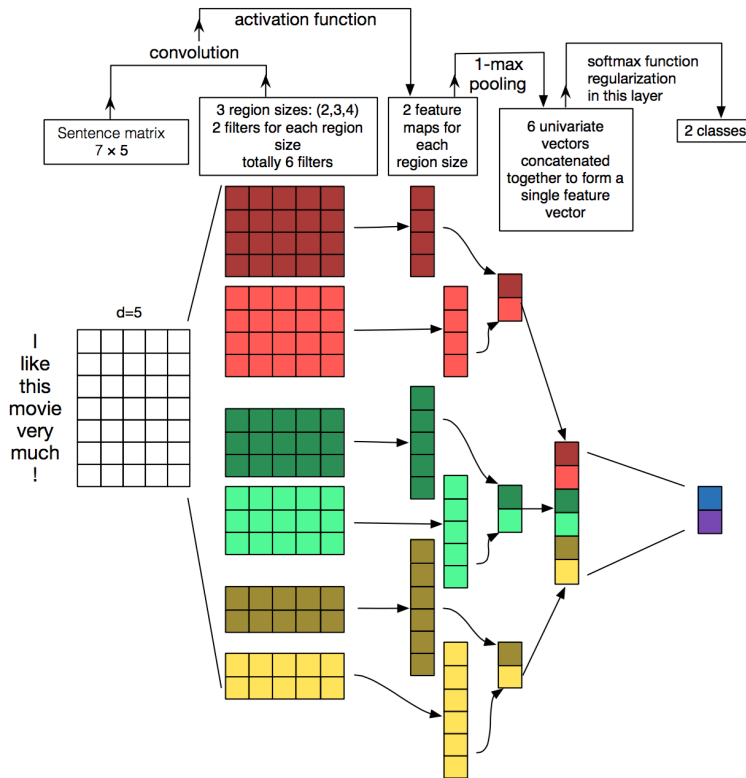 activation function
convolution
1-max
pooling
softmax function
regularization
in this layer
Sentence matrix
7 × 5
3 region sizes: (2,3,4)
2 filters for each region
size
totally 6 filters
2 feature
maps for
each
region size
6 univariate
vectors
concatenated
together to form a
single feature
vector
2 classes
d=5
I
like
this
movie
very
much
!